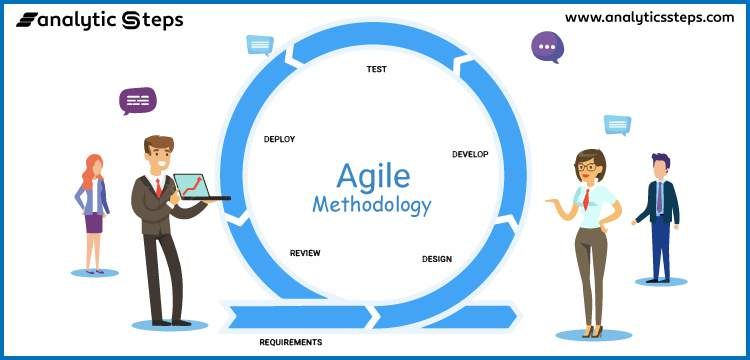 analytic Steps
www.analyticssteps.com
TEST
DEPLOY
DEVELOP
Agile
Methodology
REVIEW
DESIGN
REQUIREMENTS